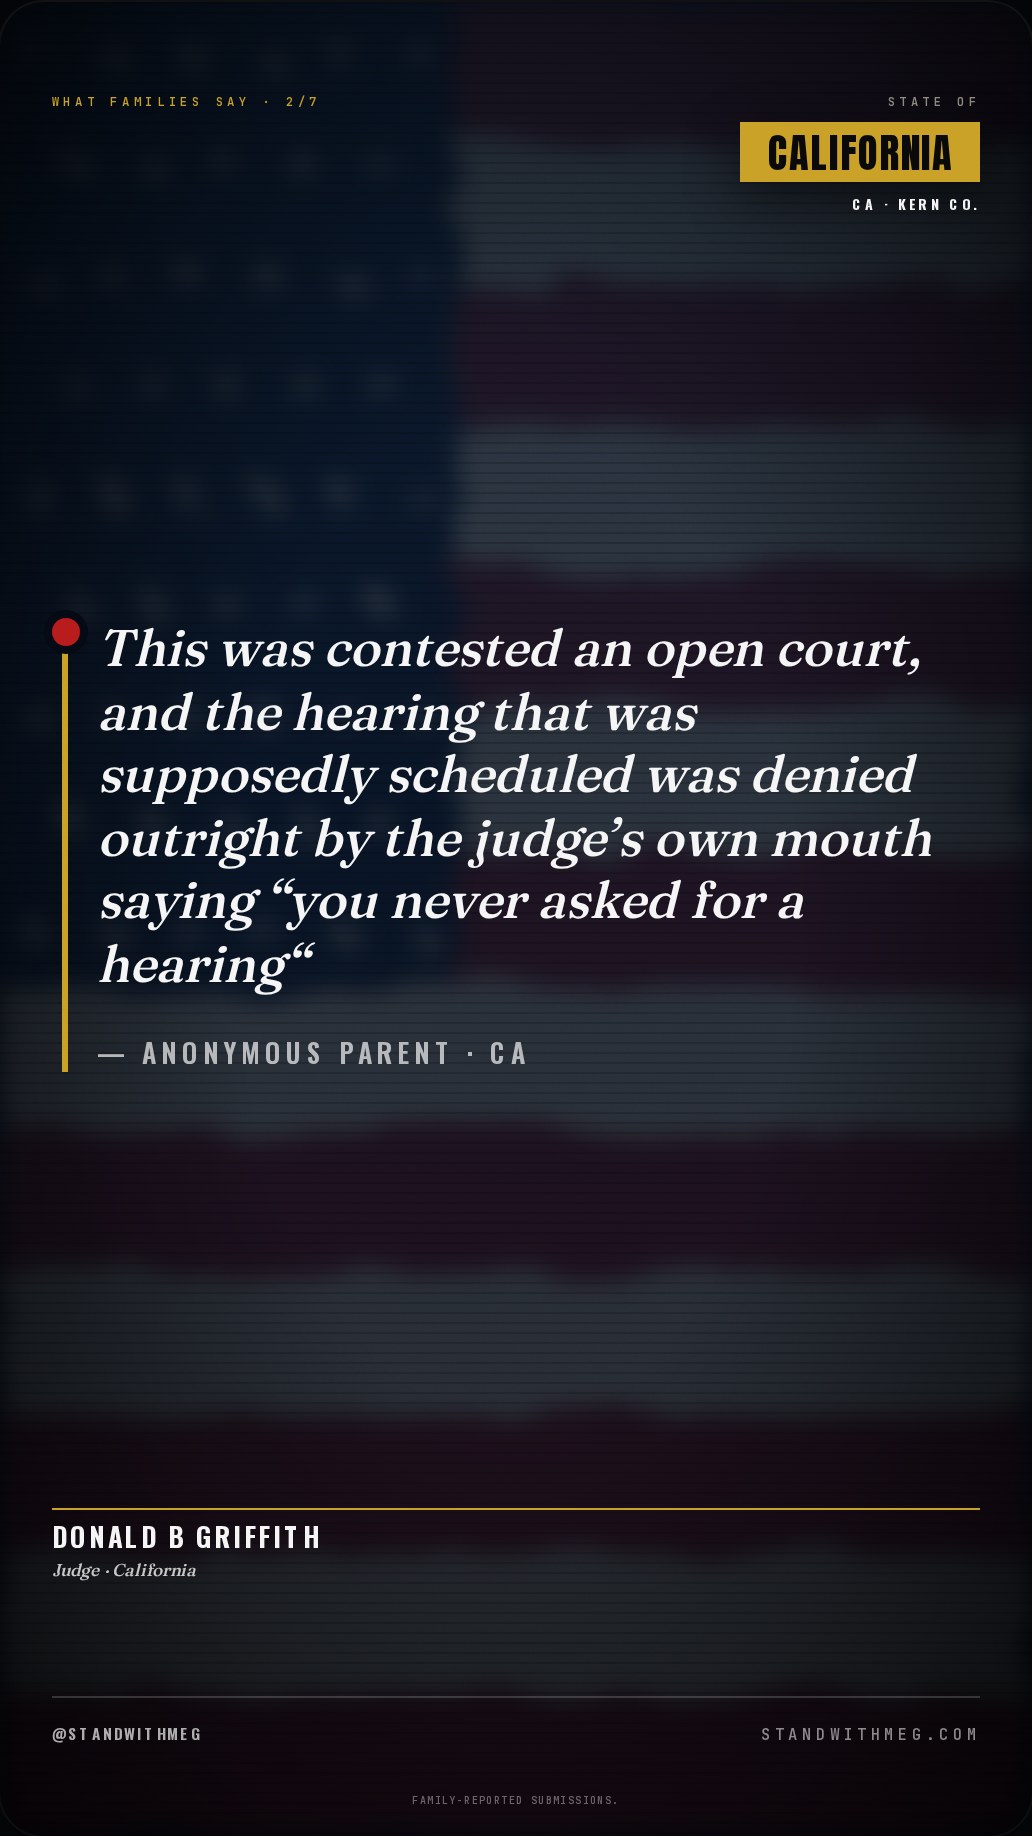 WHAT FAMILIES SAY · 2/7
STATE OF
CALIFORNIA
CA · KERN CO.
This was contested an open court,
and the hearing that was
supposedly scheduled was denied
outright by the judge’s own mouth
saying “you never asked for a
hearing“
— ANONYMOUS PARENT · CA
DONALD B GRIFFITH
Judge · California
@STANDWITHMEG
STANDWITHMEG.COM
FAMILY-REPORTED SUBMISSIONS.